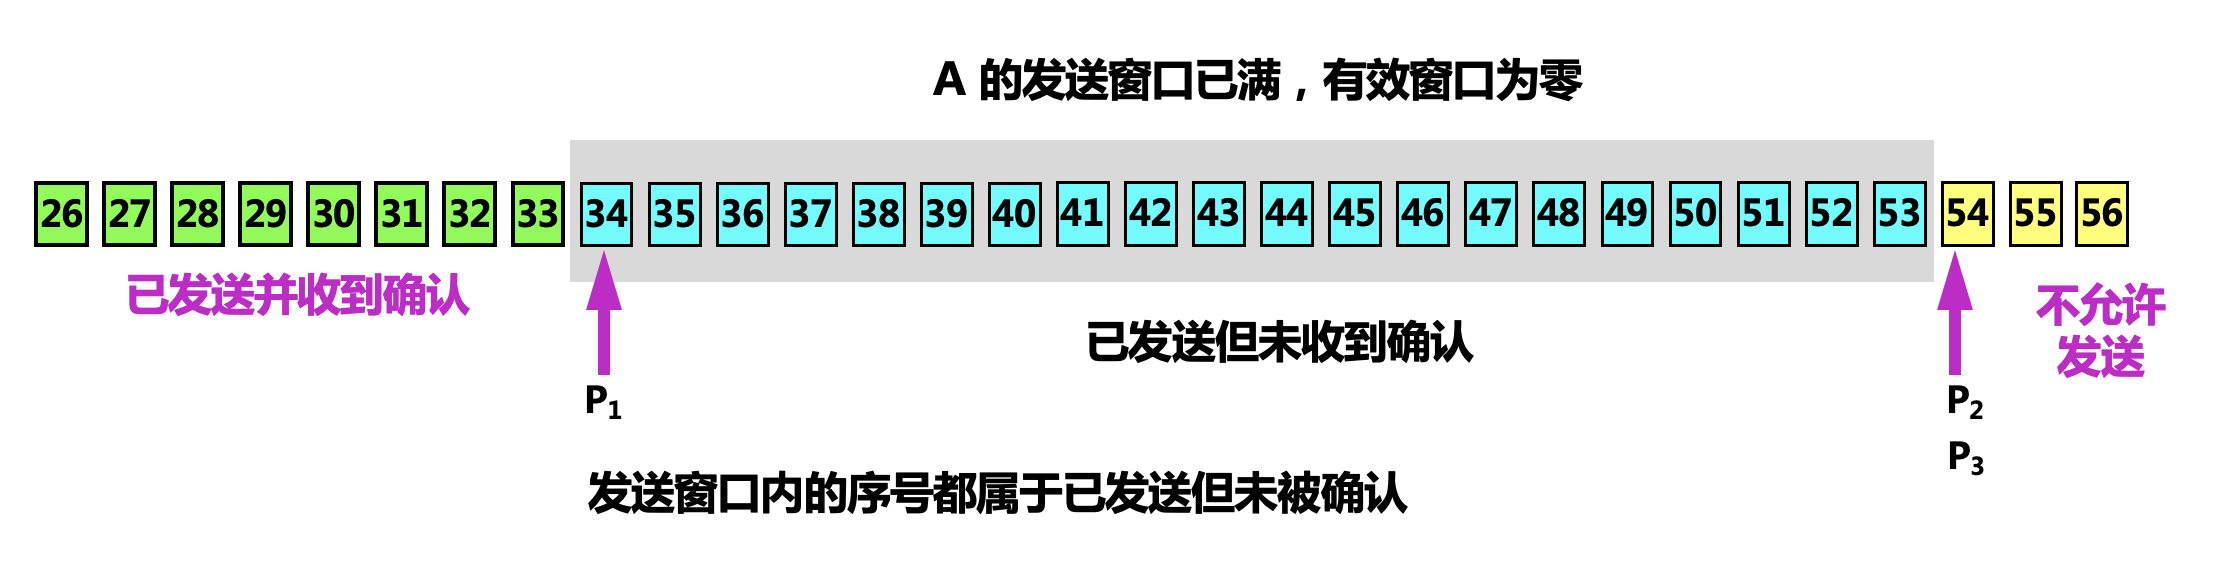 A 的发送窗口已满，有效窗口为零
26 27 28 29 30 31 32 33 34 35 36 37 38 39 40 41 42 43 44 45 46 47 48 49 50 51 52 53 54 55 56
已发送并收到确认
不允许
发送
已发送但未收到确认
P₁
P₂
P₃
发送窗口内的序号都属于已发送但未被确认